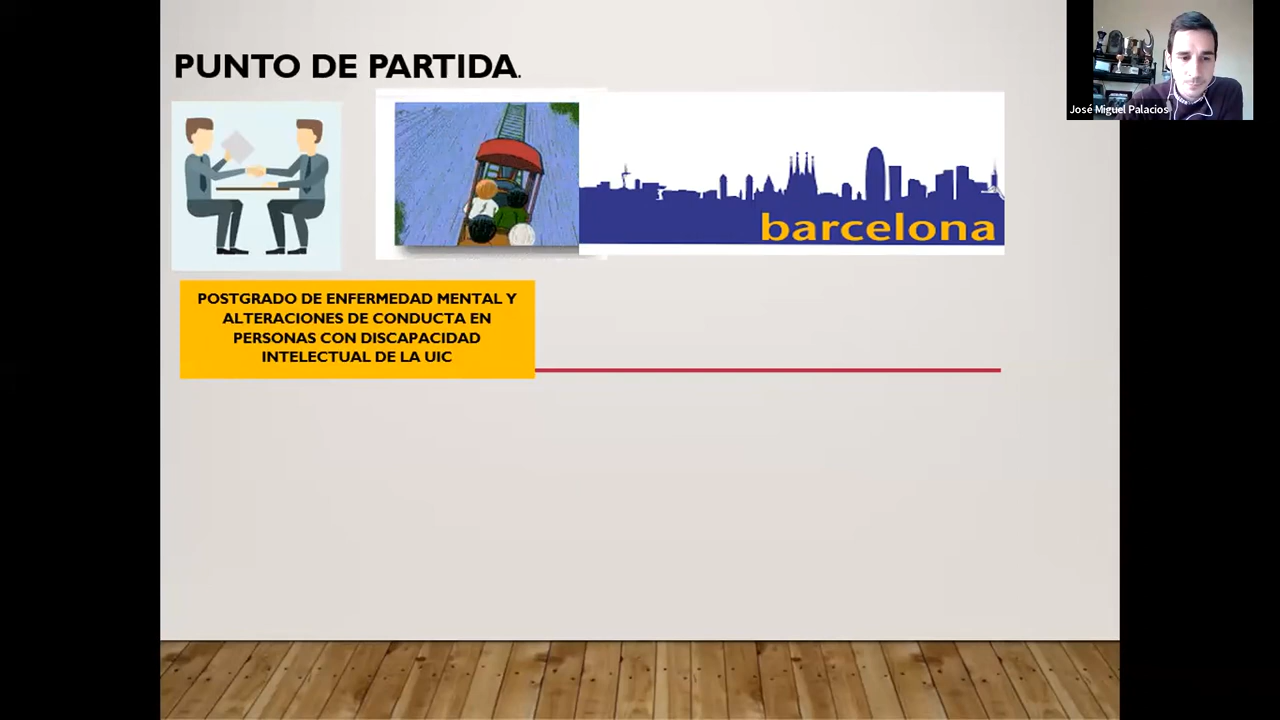 PUNTO DE PARTIDA.
José Miguel Palacios
barcelona
POSTGRADO DE ENFERMEDAD MENTAL Y
ALTERACIONES DE CONDUCTA EN
PERSONAS CON DISCAPACIDAD
INTELECTUAL DE LA UIC